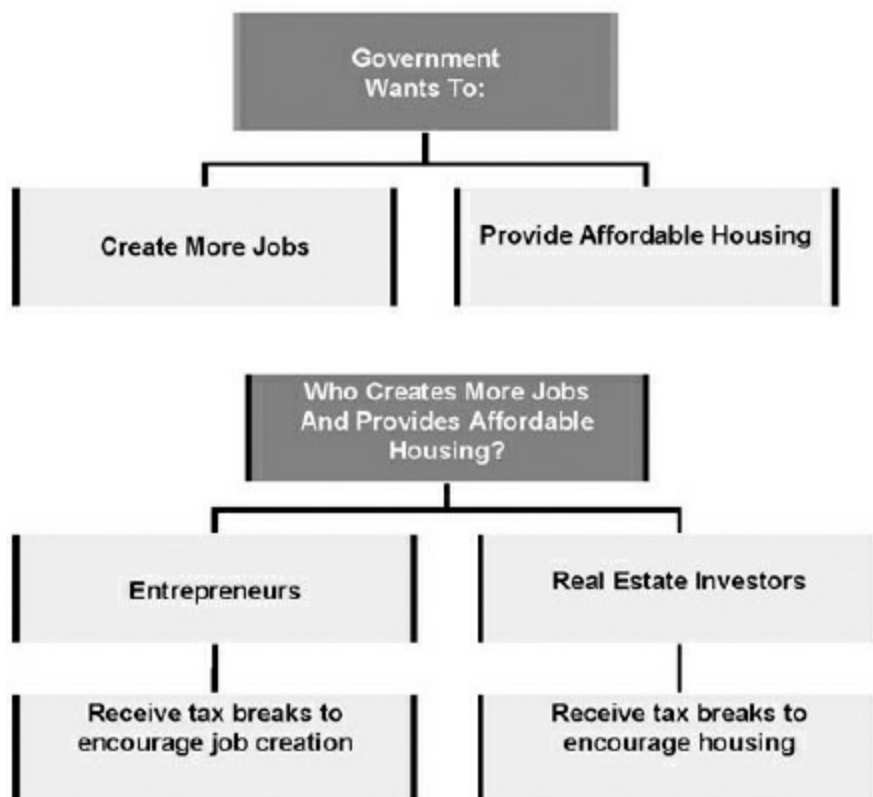 Government
Wants To:
Create More Jobs
Provide Affordable Housing
Who Creates More Jobs
And Provides Affordable
Housing?
Entrepreneurs
Real Estate Investors
Receive tax breaks to
encourage job creation
Receive tax breaks to
encourage housing